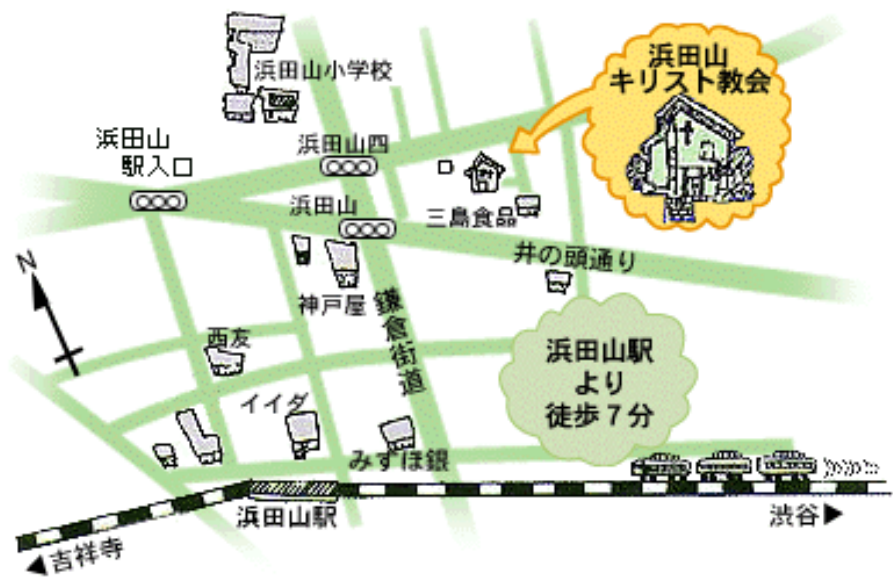 浜田山
キリスト教会
浜田山小学校
浜田山
駅入口
浜田山四
浜田山
三島食品
井の頭通り
N
神戸屋
鎌倉街道
西友
浜田山駅
より
徒歩7分
イイダ
みずほ銀
浜田山駅
渋谷▶
◀吉祥寺